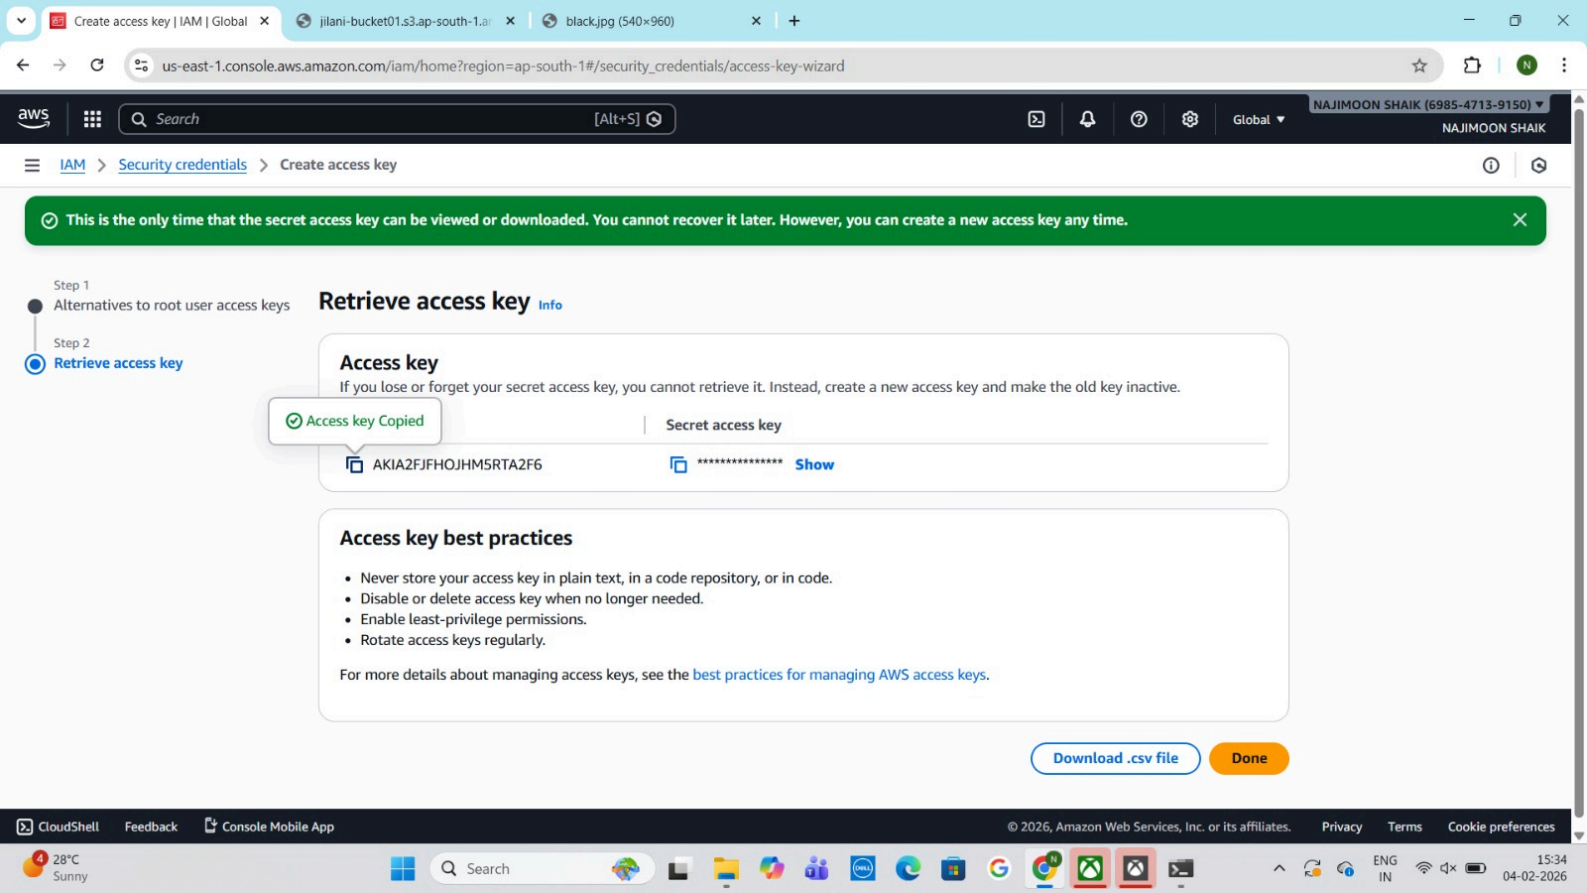 Create access key | IAM | Global
jilani-bucket01.s3.ap-south-1.a
black.jpg (540×960)
us-east-1.console.aws.amazon.com/iam/home?region=ap-south-1#/security_credentials/access-key-wizard
N
aws
Search
[Alt+S]
Global
NAJIMOON SHAIK (6985-4713-9150)
NAJIMOON SHAIK
IAM
Security credentials
Create access key
This is the only time that the secret access key can be viewed or downloaded. You cannot recover it later. However, you can create a new access key any time.
Step 1
Alternatives to root user access keys
Step 2
Retrieve access key
Retrieve access key Info
Access key
If you lose or forget your secret access key, you cannot retrieve it. Instead, create a new access key and make the old key inactive.
Access key Copied
Secret access key
AKIA2FJFHOJHM5RTA2F6
*************** Show
Access key best practices
• Never store your access key in plain text, in a code repository, or in code.
• Disable or delete access key when no longer needed.
• Enable least-privilege permissions.
• Rotate access keys regularly.
For more details about managing access keys, see the best practices for managing AWS access keys.
Download .csv file
Done
CloudShell
Feedback
Console Mobile App
© 2026, Amazon Web Services, Inc. or its affiliates.
Privacy
Terms
Cookie preferences
4
28°C
Sunny
Search
DELL
N
ENG
IN
15:34
04-02-2026